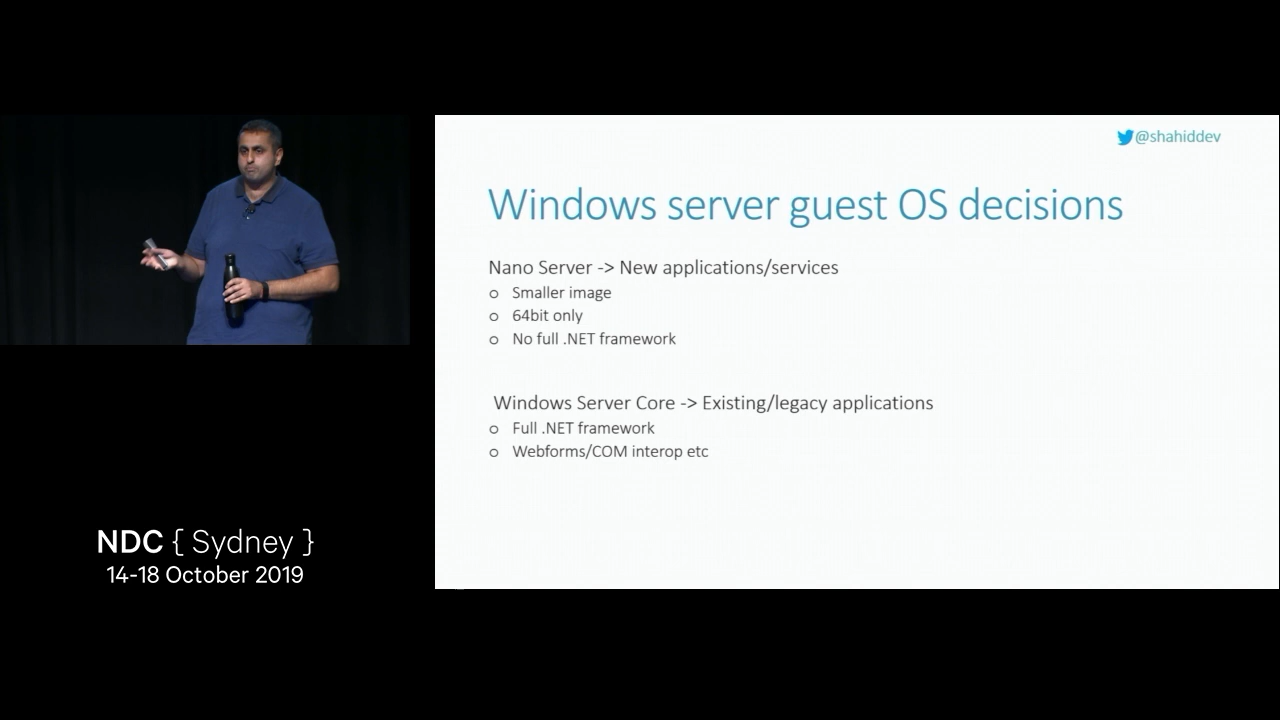 @shahiddev
Windows server guest OS decisions
Nano Server -> New applications/services
o Smaller image
o 64bit only
o No full .NET framework
Windows Server Core -> Existing/legacy applications
o Full .NET framework
o Webforms/COM interop etc
NDC { Sydney }
14-18 October 2019